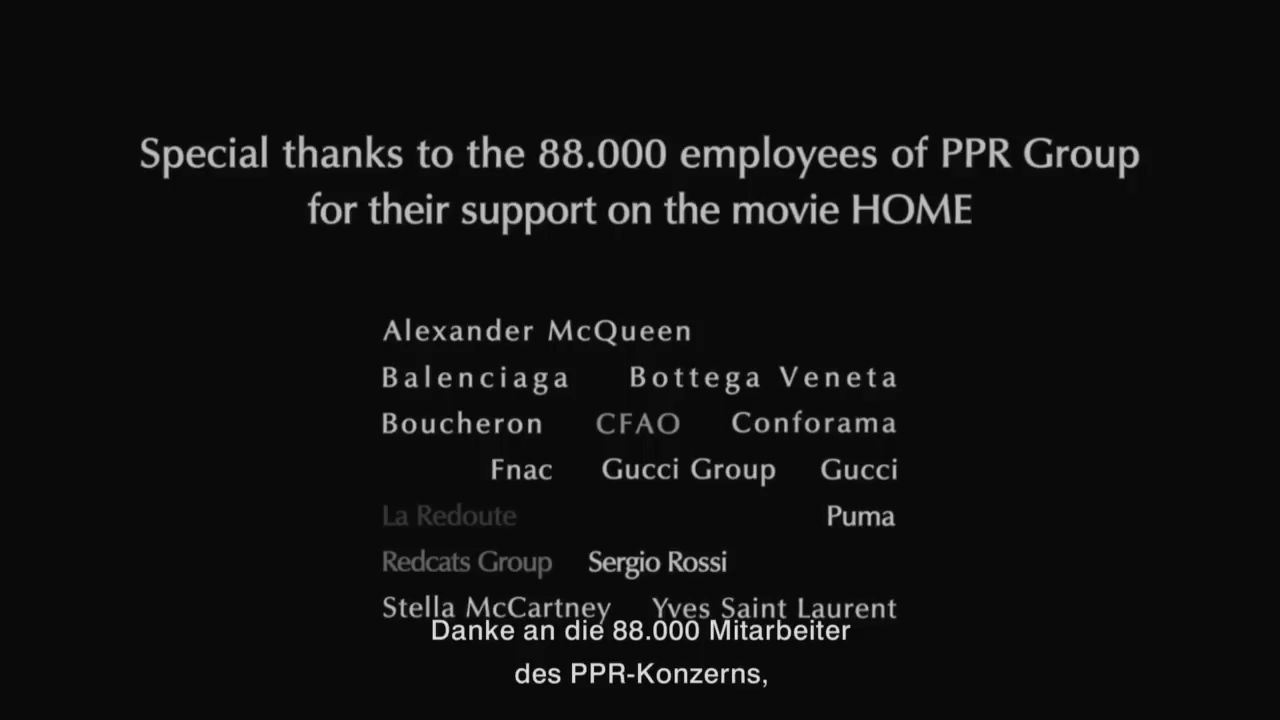 Special thanks to the 88.000 employees of PPR Group
for their support on the movie HOME
Alexander McQueen
Balenciaga Bottega Veneta
Boucheron CFAO Conforama
Fnac Gucci Group Gucci
La Redoute Puma
Redcats Group Sergio Rossi
Stella McCartney Yves Saint Laurent
Danke an die 88.000 Mitarbeiter
des PPR-Konzerns,